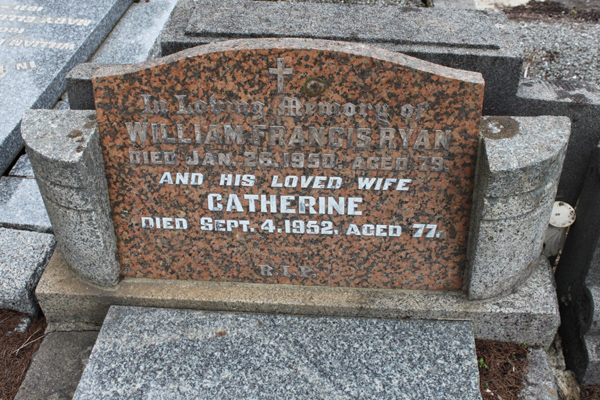 In Loving Memory of
WILLIAM FRANCIS RYAN
DIED JAN. 26. 1950. AGED 79.
AND HIS LOVED WIFE
CATHERINE
DIED SEPT. 4. 1952, AGED 77.
R.I.P.